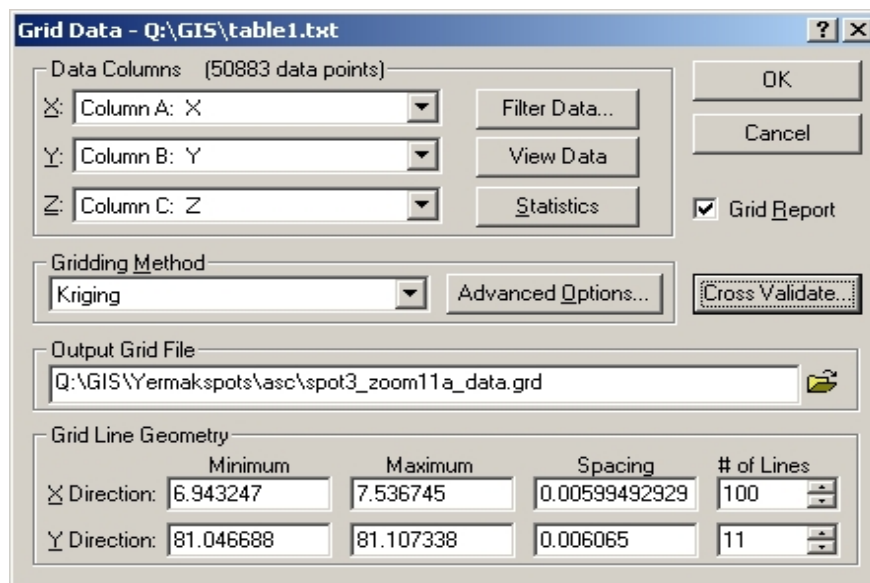 Grid Data - Q:\GIS\table1.txt
Data Columns (50883 data points)
X: Column A: X
Filter Data...
Y: Column B: Y
View Data
Z: Column C: Z
Statistics
OK
Cancel
Grid Report
Gridding Method
Kriging
Advanced Options...
Cross Validate...
Output Grid File
Q:\GIS\Yermakspots\asc\spot3_zoom11a_data.grd
Grid Line Geometry
Minimum Maximum Spacing # of Lines
X Direction: 6.943247 7.536745 0.00599492929 100
Y Direction: 81.046688 81.107338 0.006065 11